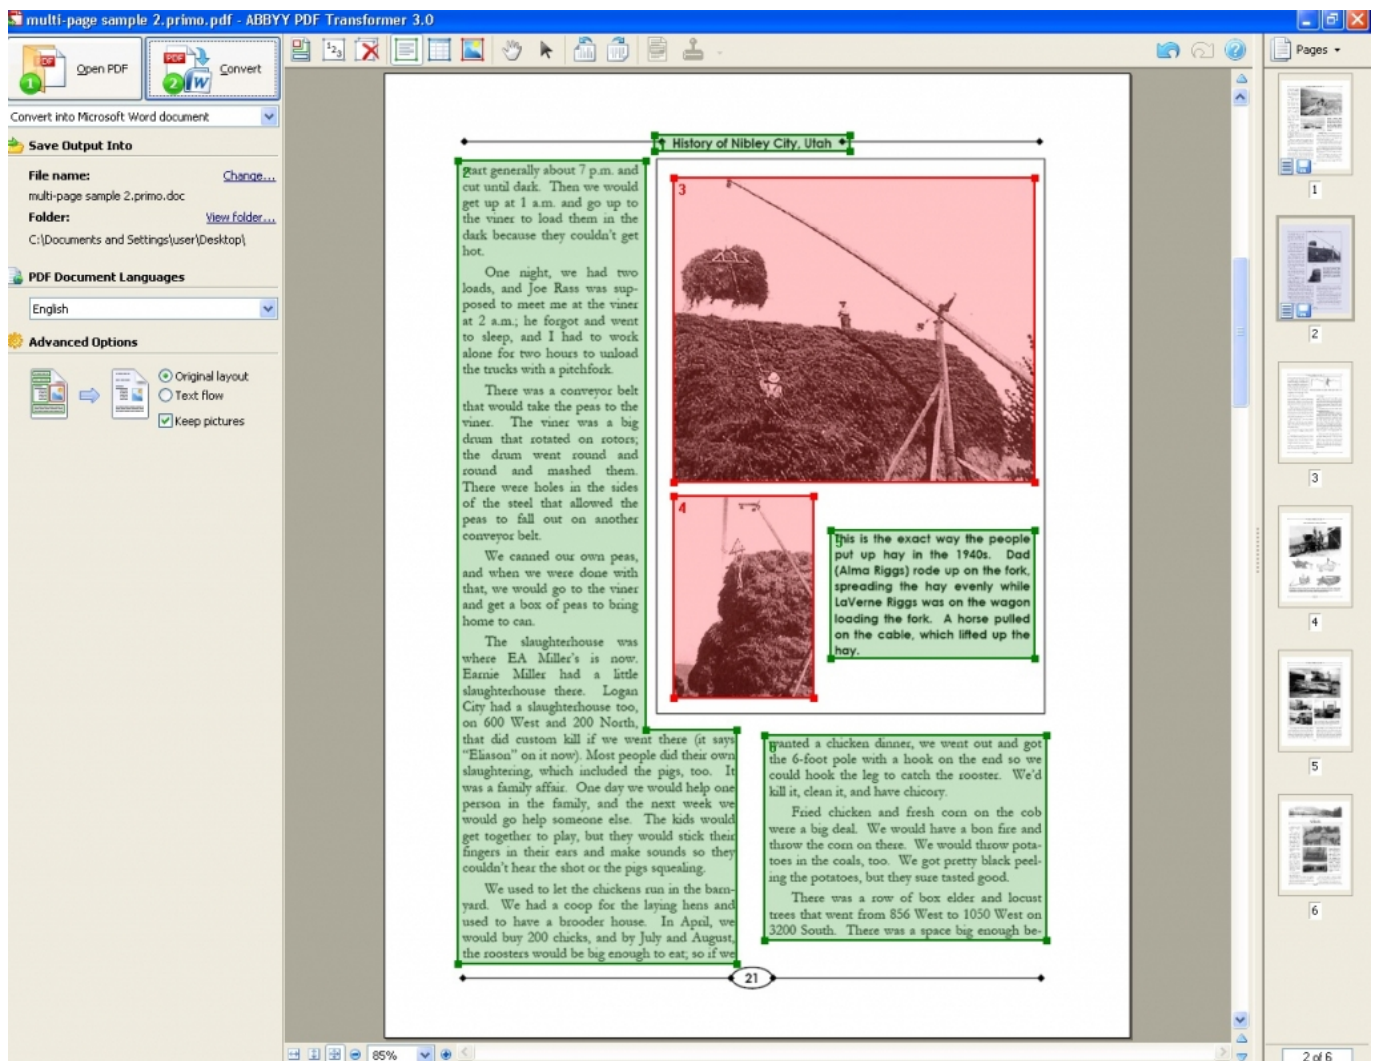 multi-page sample 2.primo.pdf - ABBYY PDF Transformer 3.0
Open PDF
1
PDF
Convert
2
W
Convert into Microsoft Word document
Save Output Into
File name:
Change...
multi-page sample 2.primo.doc
Folder:
View folder...
C:\Documents and Settings\user\Desktop\
PDF Document Languages
English
Advanced Options
Original layout
Text flow
Keep pictures
History of Nibley City, Utah
2
start generally about 7 p.m. and
cut until dark. Then we would
get up at 1 a.m. and go up to
the viner to load them in the
dark because they couldn't get
hot.
One night, we had two
loads, and Joe Rass was sup-
posed to meet me at the viner
at 2 a.m.; he forgot and went
to sleep, and I had to work
alone for two hours to unload
the trucks with a pitchfork.
There was a conveyor belt
that would take the peas to the
viner. The viner was a big
drum that rotated on rotors;
the drum went round and
round and mashed them.
There were holes in the sides
of the steel that allowed the
peas to fall out on another
conveyor belt.
We canned our own peas,
and when we were done with
that, we would go to the viner
and get a box of peas to bring
home to can.
The slaughterhouse was
where EA Miller's is now.
Earnie Miller had a little
slaughterhouse there. Logan
City had a slaughterhouse too,
on 600 West and 200 North,
that did custom kill if we went there (it says
"Eliason" on it now). Most people did their own
slaughtering, which included the pigs, too. It
was a family affair. One day we would help one
person in the family, and the next week we
would go help someone else. The kids would
get together to play, but they would stick their
fingers in their ears and make sounds so they
couldn't hear the shot or the pigs squealing.
We used to let the chickens run in the barn-
yard. We had a coop for the laying hens and
used to have a brooder house. In April, we
would buy 200 chicks, and by July and August,
the roosters would be big enough to eat; so if we
3
4
This is the exact way the people
put up hay in the 1940s. Dad
(Alma Riggs) rode up on the fork,
spreading the hay evenly while
LaVerne Riggs was on the wagon
loading the fork. A horse pulled
on the cable, which lifted up the
hay.
wanted a chicken dinner, we went out and got
the 6-foot pole with a hook on the end so we
could hook the leg to catch the rooster. We'd
kill it, clean it, and have chicory.
Fried chicken and fresh corn on the cob
were a big deal. We would have a bon fire and
throw the corn on there. We would throw pota-
toes in the coals, too. We got pretty black peel-
ing the potatoes, but they sure tasted good.
There was a row of box elder and locust
trees that went from 856 West to 1050 West on
3200 South. There was a space big enough be-
21
85%
Pages
1
2
3
4
5
6
2 of 6